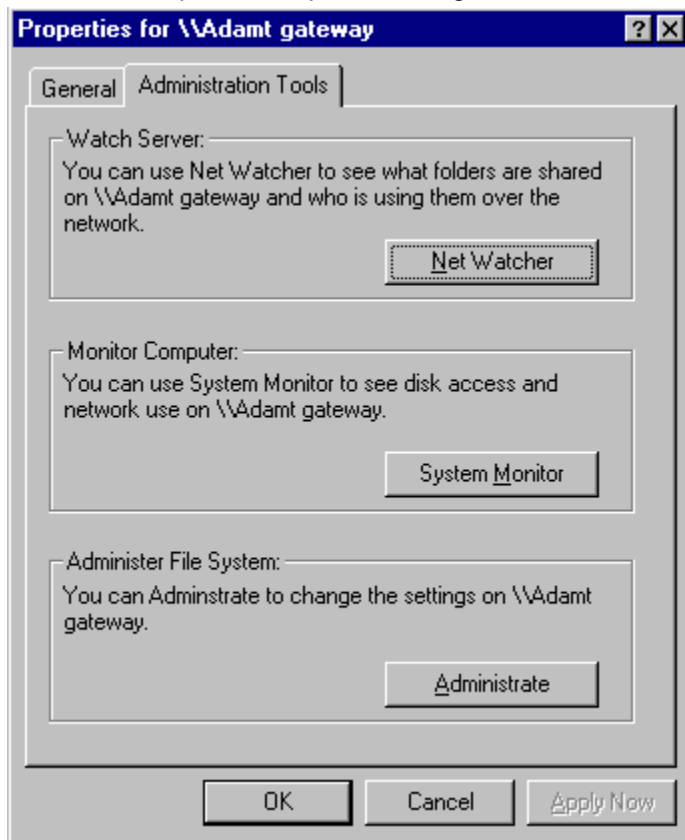 Properties for \\Adamt gateway
General
Administration Tools
Watch Server:
You can use Net Watcher to see what folders are shared
on \\Adamt gateway and who is using them over the
network.
Net Watcher
Monitor Computer:
You can use System Monitor to see disk access and
network use on \\Adamt gateway.
System Monitor
Administer File System:
You can Adminstrate to change the settings on \\Adamt
gateway.
Administrate
OK
Cancel
Apply Now